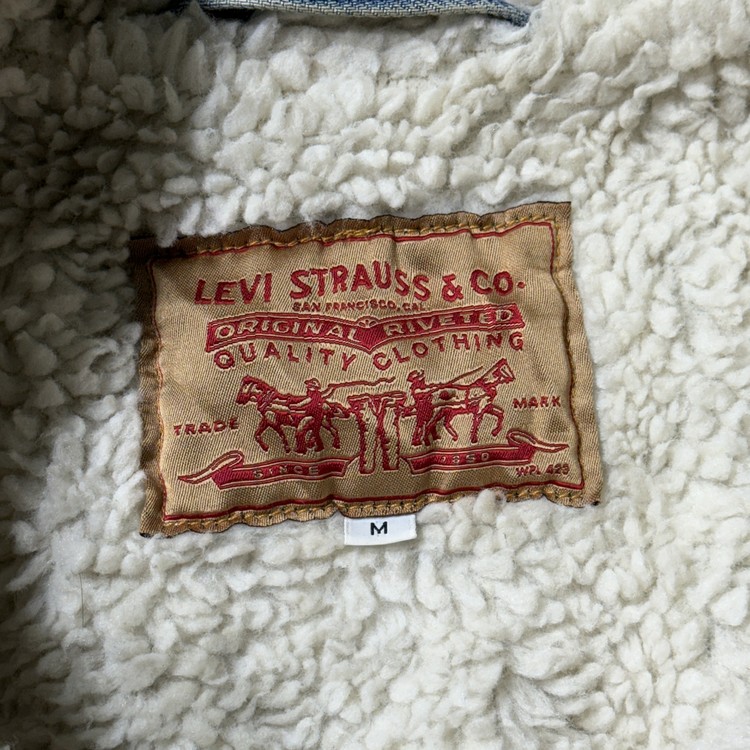 LEVI STRAUSS & CO.
SAN FRANCISCO, CAL.
ORIGINAL RIVETED
QUALITY CLOTHING
TRADE MARK
SINCE 1850
WPL 423
M